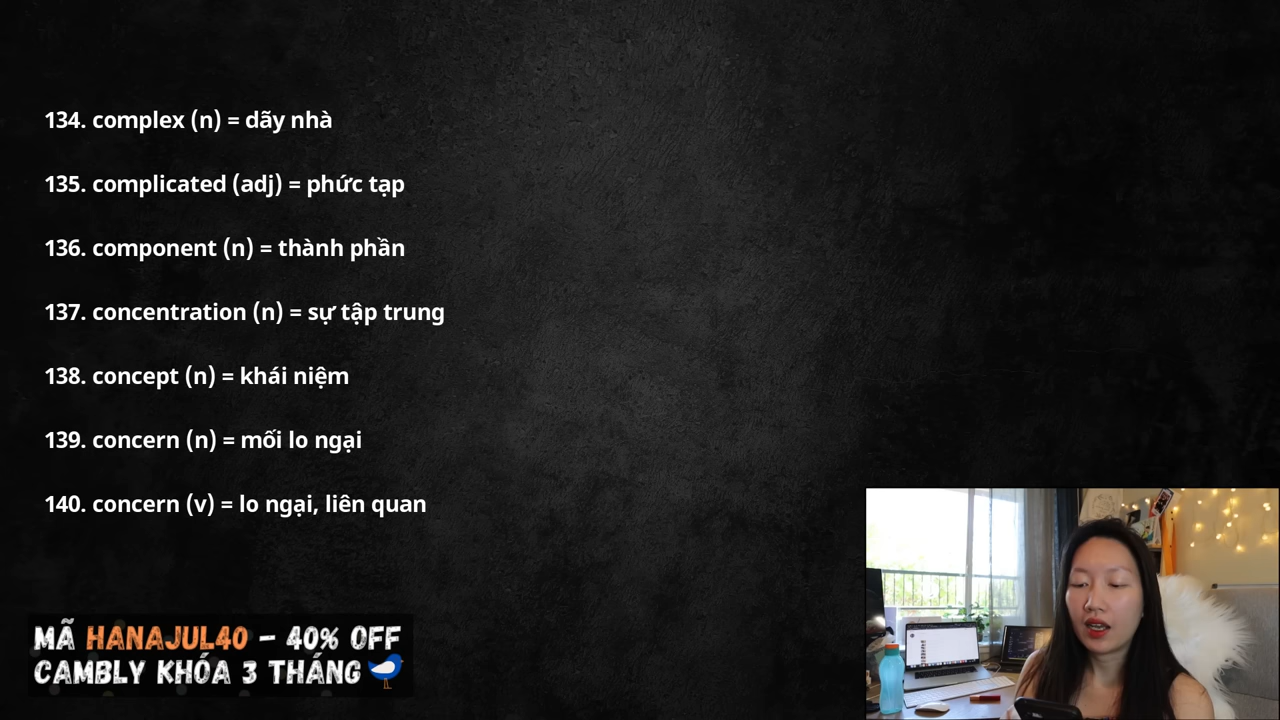 134. complex (n) = dãy nhà
135. complicated (adj) = phức tạp
136. component (n) = thành phần
137. concentration (n) = sự tập trung
138. concept (n) = khái niệm
139. concern (n) = mối lo ngại
140. concern (v) = lo ngại, liên quan
MÃ HANAJUL40 – 40% OFF
CAMBLY KHÓA 3 THÁNG